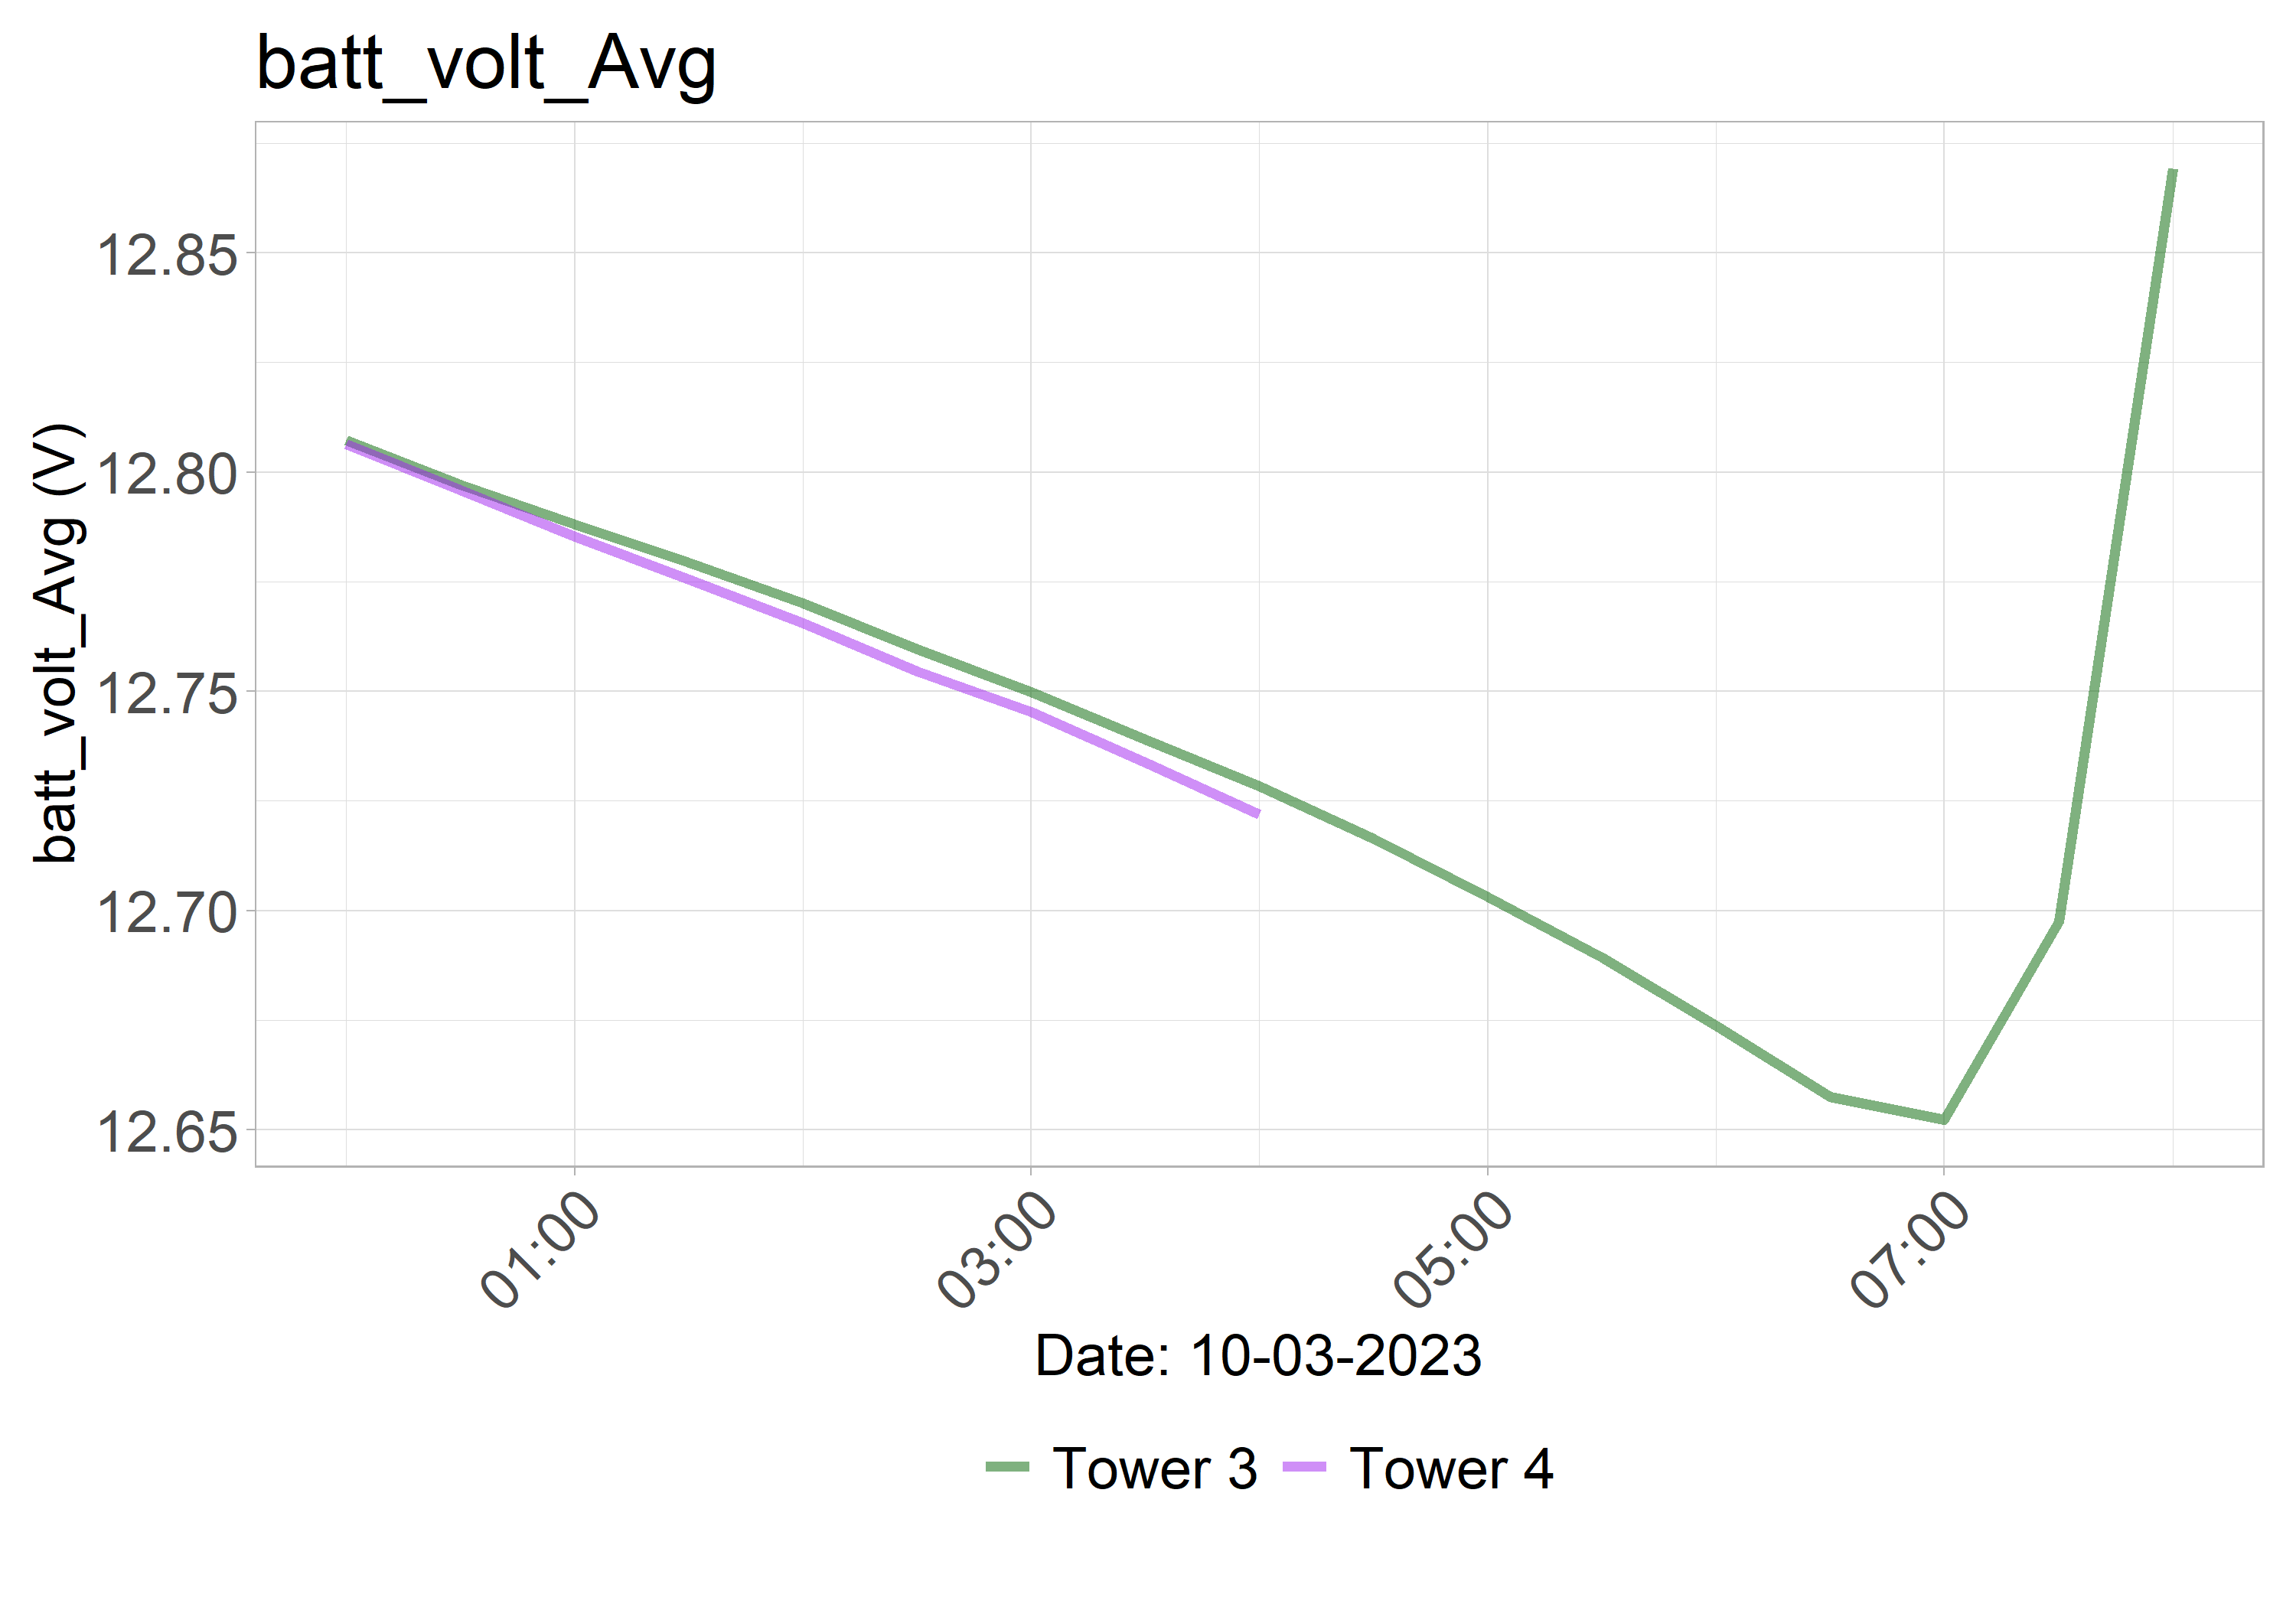 batt_volt_Avg
batt_volt_Avg (V)
12.85
12.80
12.75
12.70
12.65
01:00 03:00 05:00 07:00
Date: 10-03-2023
Tower 3 Tower 4